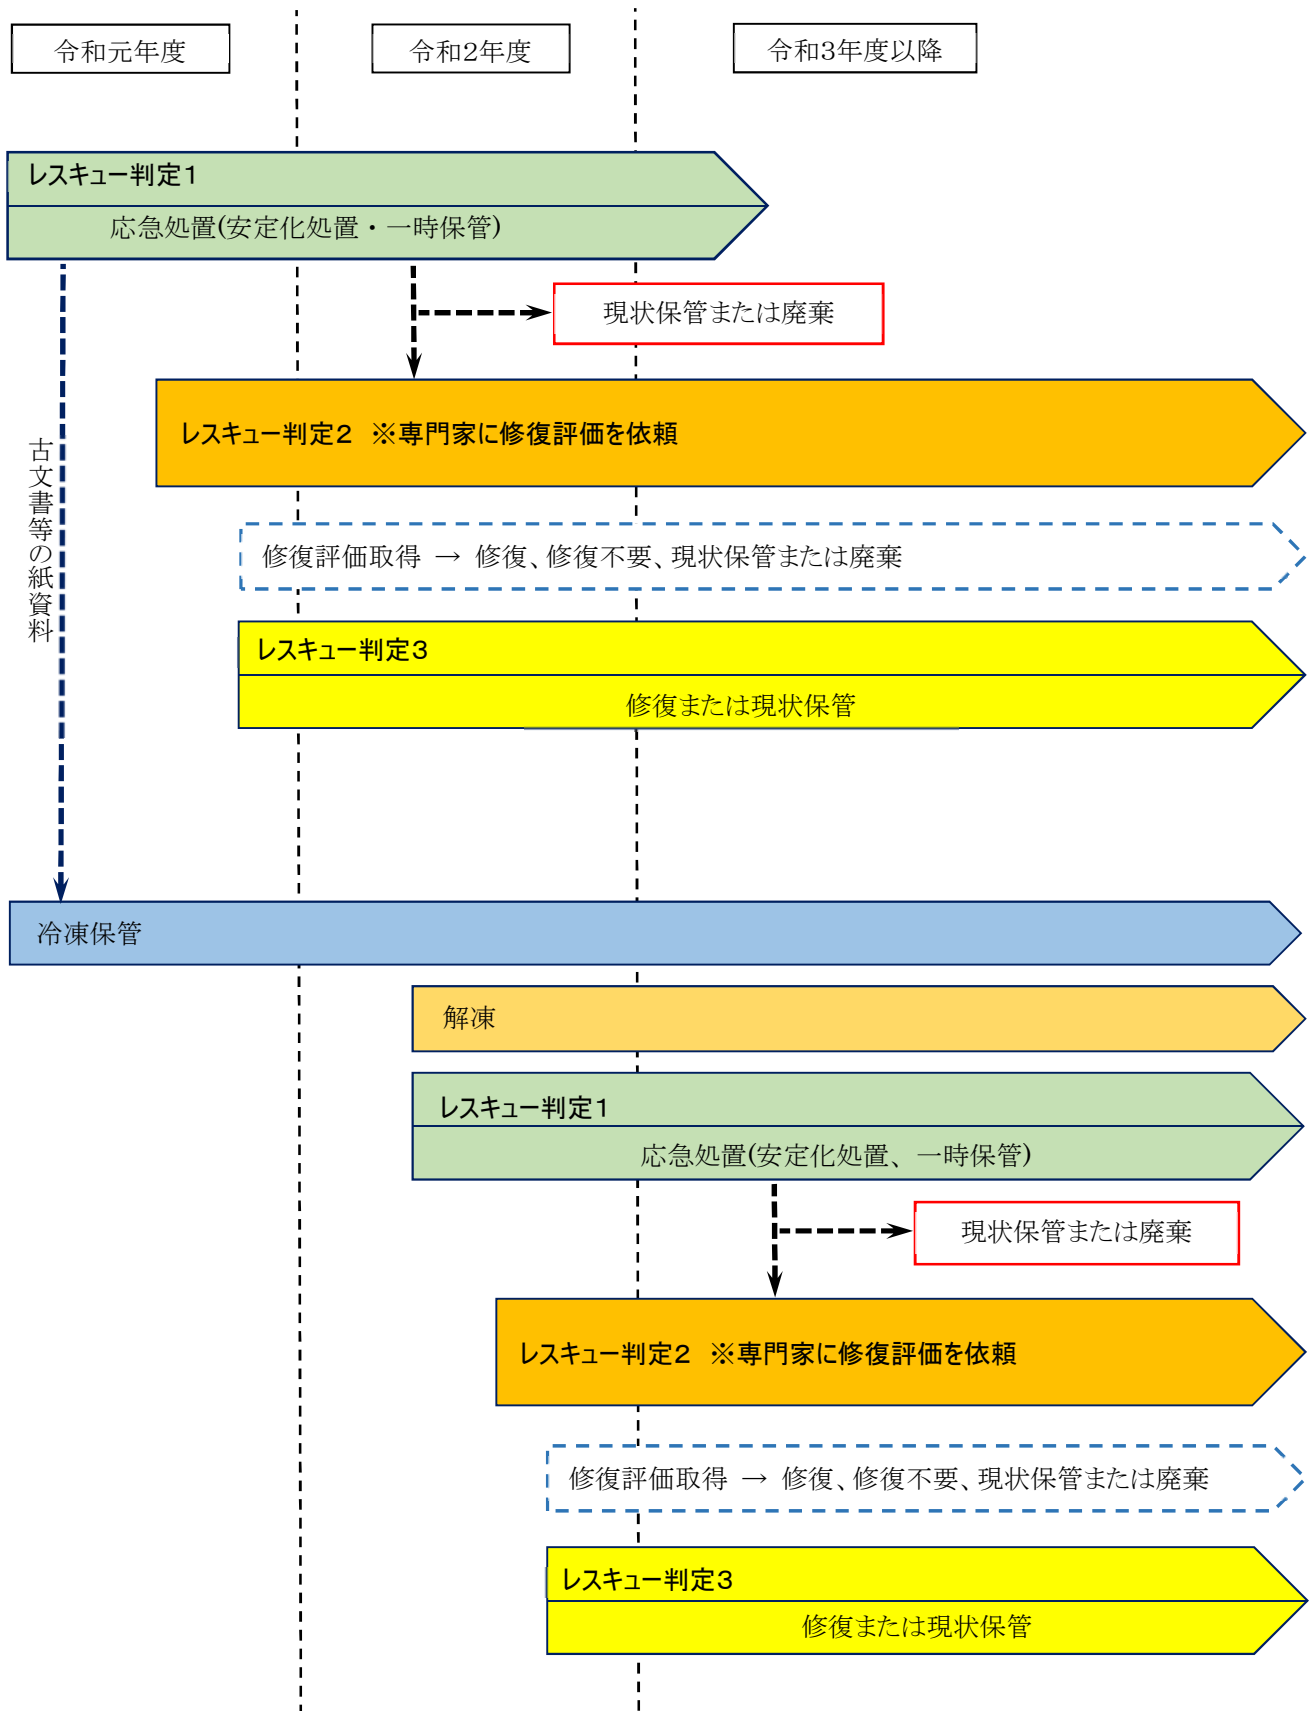 令和元年度
令和2年度
令和3年度以降
レスキュー判定１
応急処置(安定化処置・一時保管)
現状保管または廃棄
レスキュー判定２　※専門家に修復評価を依頼
古文書等の紙資料
修復評価取得 → 修復、修復不要、現状保管または廃棄
レスキュー判定３
修復または現状保管
冷凍保管
解凍
レスキュー判定１
応急処置(安定化処置、一時保管)
現状保管または廃棄
レスキュー判定２　※専門家に修復評価を依頼
修復評価取得 → 修復、修復不要、現状保管または廃棄
レスキュー判定３
修復または現状保管